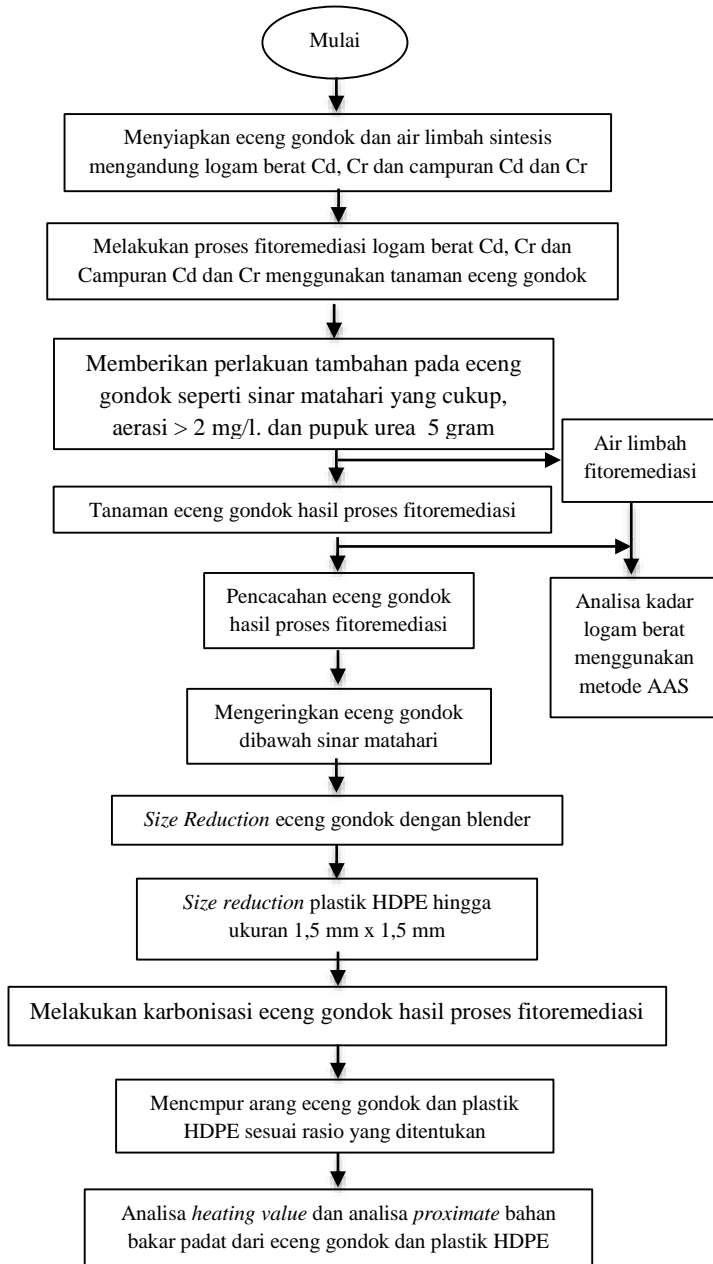 Mulai
Menyiapkan eceng gondok dan air limbah sintesis
mengandung logam berat Cd, Cr dan campuran Cd dan Cr
Melakukan proses fitoremediasi logam berat Cd, Cr dan
Campuran Cd dan Cr menggunakan tanaman eceng gondok
Memberikan perlakuan tambahan pada eceng
gondok seperti sinar matahari yang cukup,
aerasi > 2 mg/l. dan pupuk urea 5 gram
Air limbah
fitoremediasi
Tanaman eceng gondok hasil proses fitoremediasi
Pencacahan eceng gondok
hasil proses fitoremediasi
Analisa kadar
logam berat
menggunakan
metode AAS
Mengeringkan eceng gondok
dibawah sinar matahari
Size Reduction eceng gondok dengan blender
Size reduction plastik HDPE hingga
ukuran 1,5 mm x 1,5 mm
Melakukan karbonisasi eceng gondok hasil proses fitoremediasi
Mencmpur arang eceng gondok dan plastik
HDPE sesuai rasio yang ditentukan
Analisa heating value dan analisa proximate bahan
bakar padat dari eceng gondok dan plastik HDPE